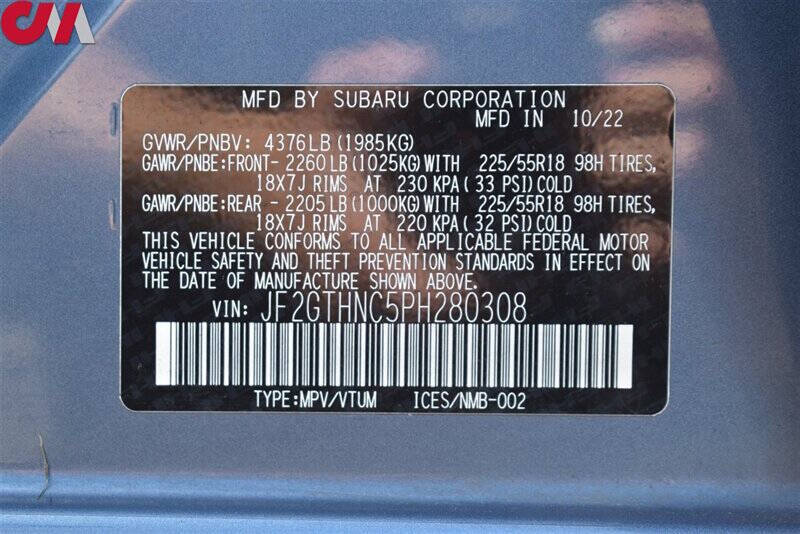 CM
MFD BY SUBARU CORPORATION
MFD IN 10/22
GVWR/PNBV: 4376LB (1985KG)
GAWR/PNBE:FRONT- 2260LB (1025KG)WITH 225/55R18 98H TIRES,
18X7J RIMS AT 230 KPA( 33 PSI)COLD
GAWR/PNBE:REAR - 2205LB (1000KG)WITH 225/55R18 98H TIRES,
18X7J RIMS AT 220 KPA( 32 PSI)COLD
THIS VEHICLE CONFORMS TO ALL APPLICABLE FEDERAL MOTOR
VEHICLE SAFETY AND THEFT PREVENTION STANDARDS IN EFFECT ON
THE DATE OF MANUFACTURE SHOWN ABOVE.
VIN: JF2GTHNC5PH280308
TYPE:MPV/VTUM ICES/NMB-002